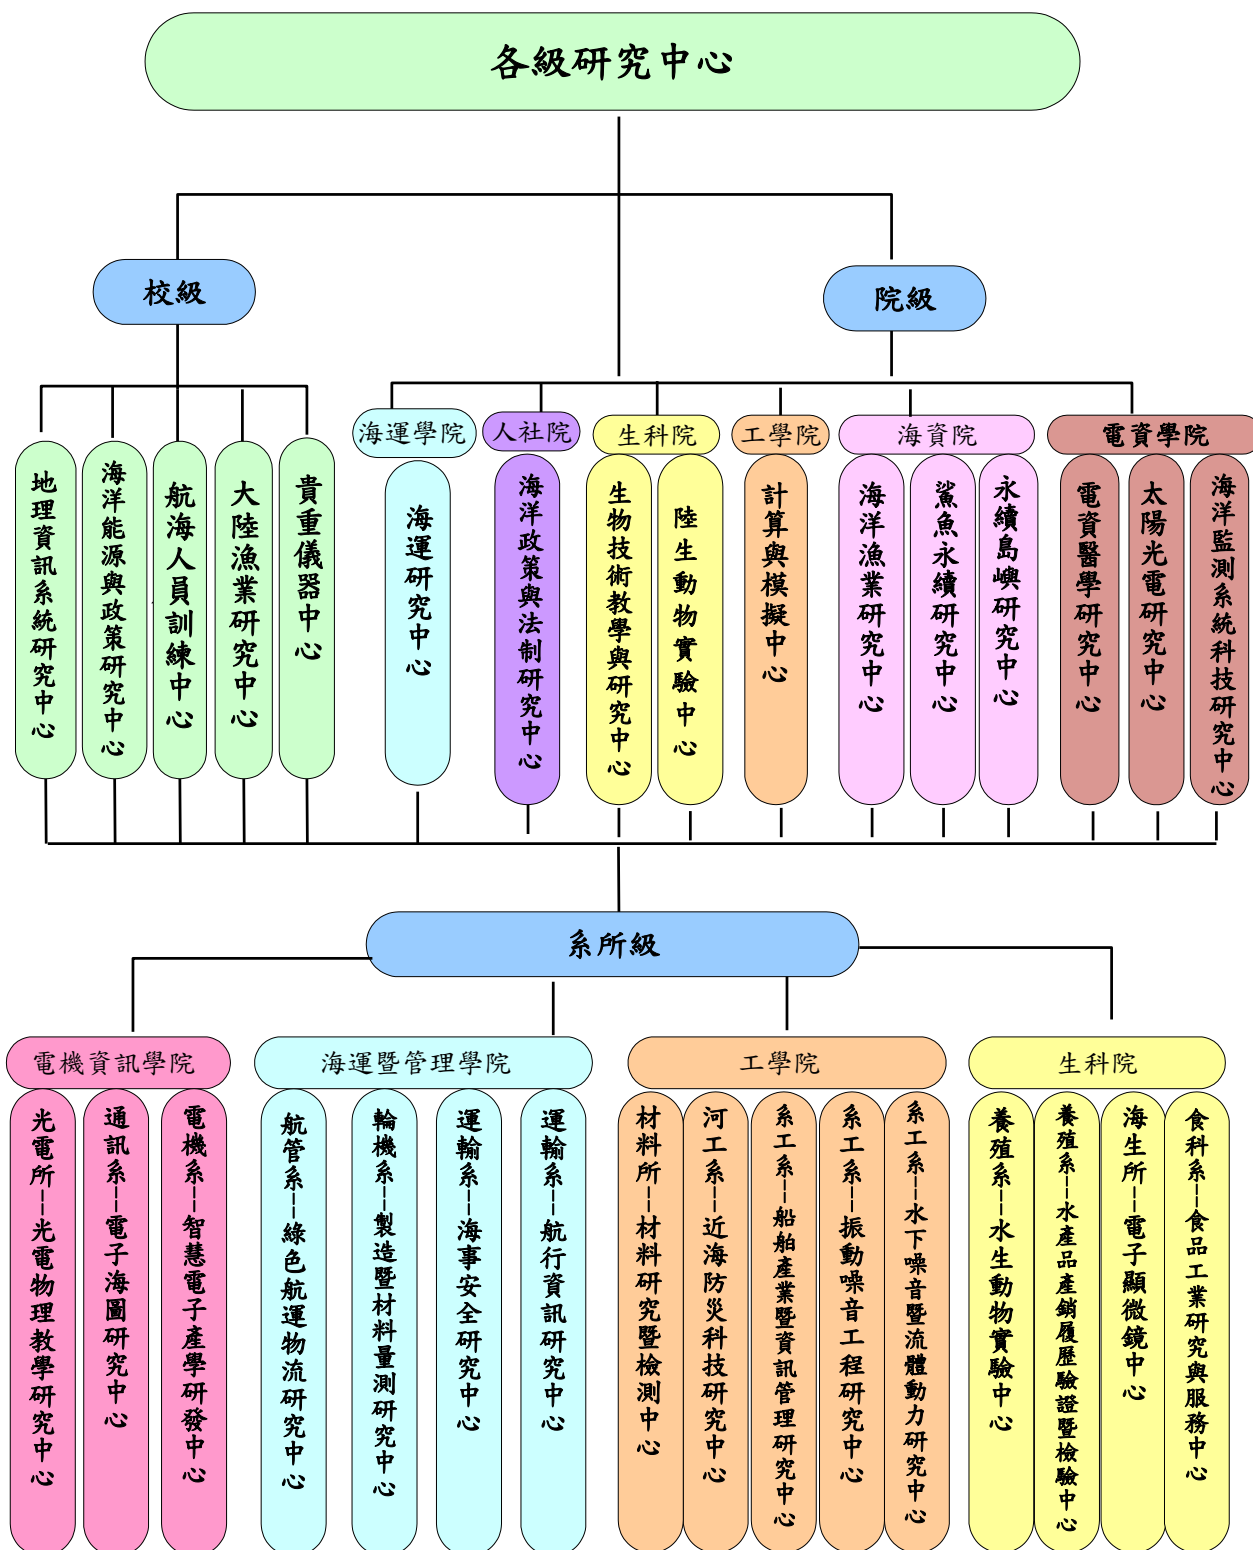 各級研究中心
校級
院級
地理資訊系統研究中心
海洋能源與政策研究中心
航海人員訓練中心
大陸漁業研究中心
貴重儀器中心
海運學院
海運研究中心
人社院
海洋政策與法制研究中心
生科院
生物技術教學與研究中心
陸生動物實驗中心
工學院
計算與模擬中心
海資院
海洋漁業研究中心
鯊魚永續研究中心
永續島嶼研究中心
電資學院
電資醫學研究中心
太陽光電研究中心
海洋監測系統科技研究中心
系所級
電機資訊學院
光電所--光電物理教學研究中心
通訊系--電子海圖研究中心
電機系--智慧電子產學研發中心
海運暨管理學院
航管系--綠色航運物流研究中心
輪機系--製造暨材料量測研究中心
運輸系--海事安全研究中心
運輸系--航行資訊研究中心
工學院
材料所--材料研究暨檢測中心
河工系--近海防災科技研究中心
系工系--船舶產業暨資訊管理研究中心
系工系--振動噪音工程研究中心
系工系--水下噪音暨流體動力研究中心
生科院
養殖系--水生動物實驗中心
養殖系--水產品產銷履歷驗證暨檢驗中心
海生所--電子顯微鏡中心
食科系--食品工業研究與服務中心